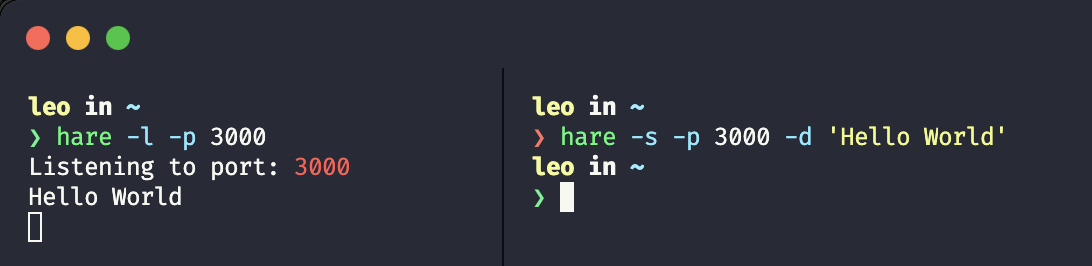 leo in ~
❯ hare -l -p 3000
Listening to port: 3000
Hello World
leo in ~
❯ hare -s -p 3000 -d 'Hello World'
leo in ~
❯